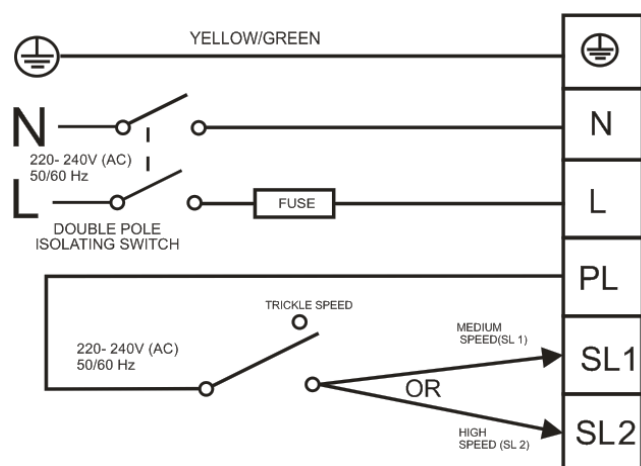 YELLOW/GREEN
N
220- 240V (AC)
50/60 Hz
L
DOUBLE POLE
ISOLATING SWITCH
FUSE
N
L
PL
TRICKLE SPEED
220- 240V (AC)
50/60 Hz
MEDIUM
SPEED(SL 1)
OR
HIGH
SPEED (SL 2)
SL1
SL2